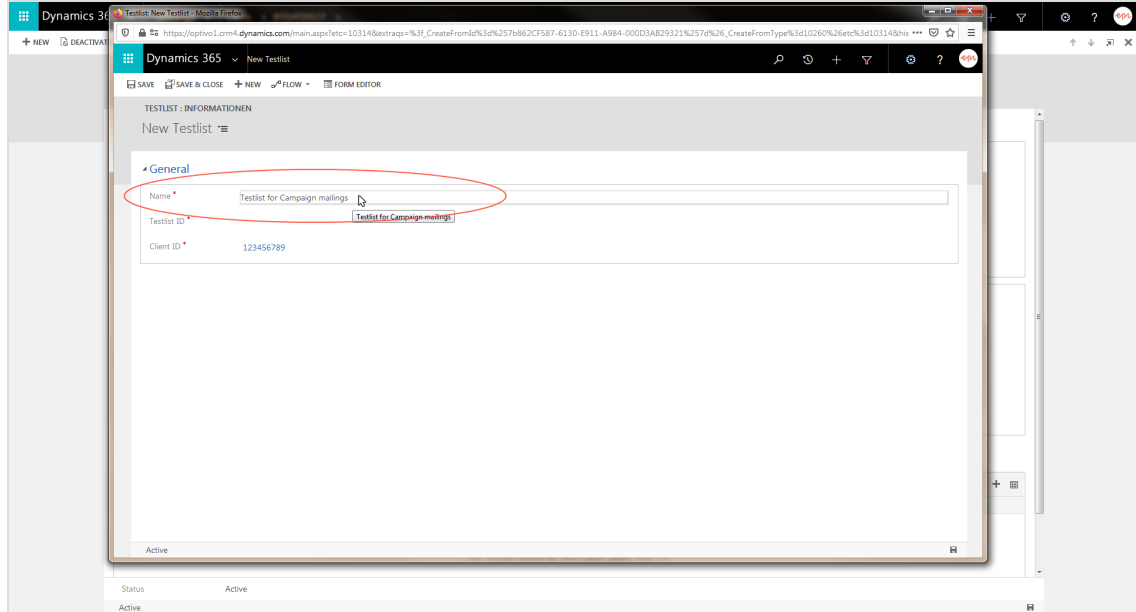 Dynamics 36
+ NEW DEACTIVAT
Testlist: New Testlist - Mozilla Firefox
https://optivo1.crm4.dynamics.com/main.aspx?etc=10314&extraqs=%3f_CreateFromId%3d%257b862CF587-6130-E911-A984-000D3AB29321%257d%26_CreateFromType%3d10260%26etc%3d10314&his
Dynamics 365 New Testlist
epi
?
SAVE SAVE & CLOSE + NEW FLOW FORM EDITOR
TESTLIST : INFORMATIONEN
New Testlist
General
Name * Testlist for Campaign mailings
Testlist for Campaign mailings
Testlist ID *
Client ID * 123456789
Active
Status Active
Active